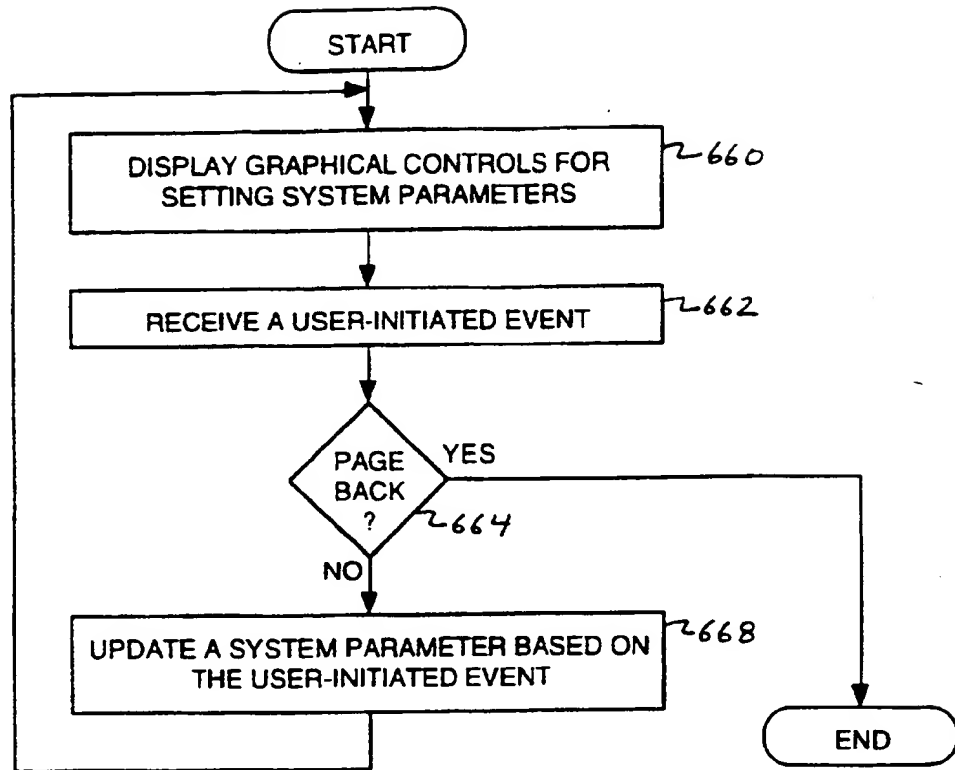 START
DISPLAY GRAPHICAL CONTROLS FOR
SETTING SYSTEM PARAMETERS
660
RECEIVE A USER-INITIATED EVENT
662
PAGE
BACK
?
YES
664
NO
UPDATE A SYSTEM PARAMETER BASED ON
THE USER-INITIATED EVENT
668
END